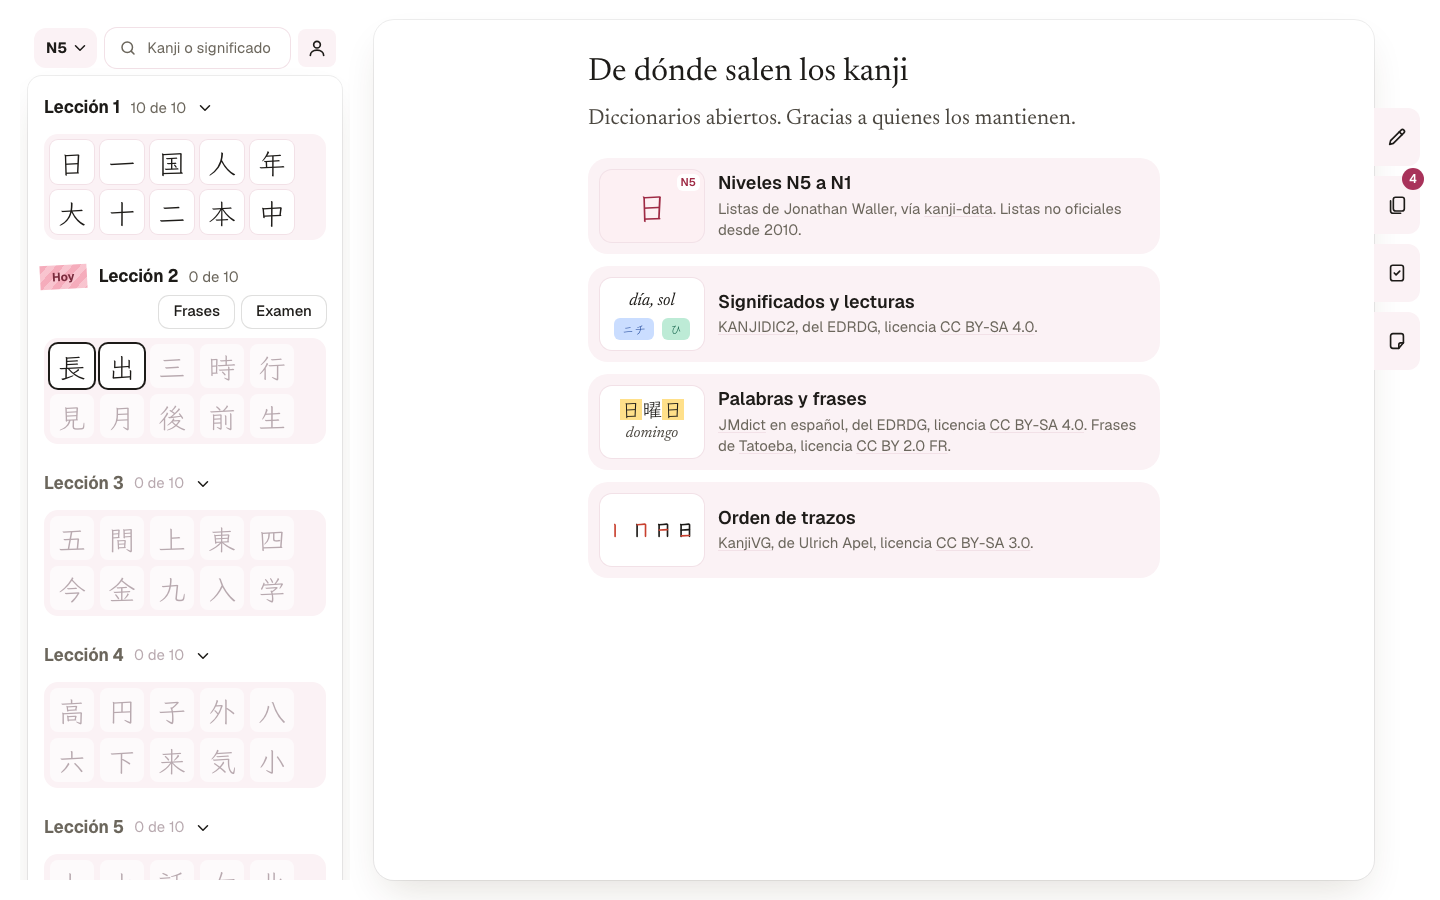 N5
Kanji o significado
Lección 1 10 de 10
日 一 国 人 年
大 十 二 本 中
Hoy Lección 2 0 de 10
Frases Examen
長 出 三 時 行
見 月 後 前 生
Lección 3 0 de 10
五 間 上 東 四
今 金 九 入 学
Lección 4 0 de 10
高 円 子 外 八
六 下 来 気 小
Lección 5 0 de 10
De dónde salen los kanji
Diccionarios abiertos. Gracias a quienes los mantienen.
日 N5
Niveles N5 a N1
Listas de Jonathan Waller, vía kanji-data. Listas no oficiales
desde 2010.
día, sol
ニチ ひ
Significados y lecturas
KANJIDIC2, del EDRDG, licencia CC BY-SA 4.0.
日曜日
domingo
Palabras y frases
JMdict en español, del EDRDG, licencia CC BY-SA 4.0. Frases
de Tatoeba, licencia CC BY 2.0 FR.
日
Orden de trazos
KanjiVG, de Ulrich Apel, licencia CC BY-SA 3.0.
4